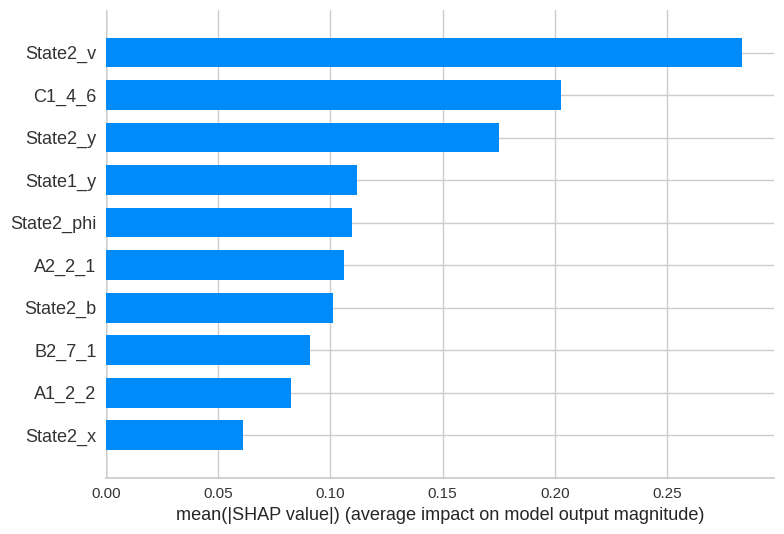 State2_v
C1_4_6
State2_y
State1_y
State2_phi
A2_2_1
State2_b
B2_7_1
A1_2_2
State2_x
0.00 0.05 0.10 0.15 0.20 0.25
mean(|SHAP value|) (average impact on model output magnitude)